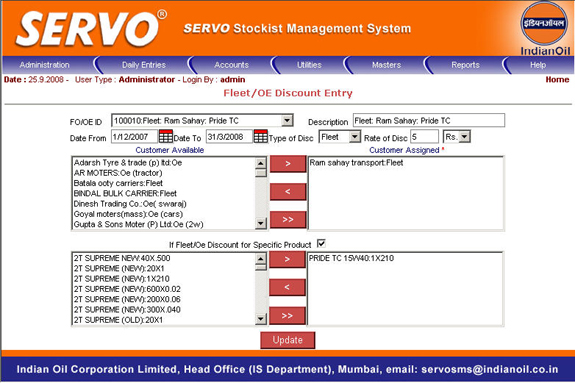 SERVO®
SERVO Stockist Management System
इंडियनऑयल
IndianOil
Administration Daily Entries Accounts Utilities Masters Reports Help
Date : 25.9.2008 - User Type : Administrator - Login By : admin Home
Fleet/OE Discount Entry
FO/OE ID 100010:Fleet: Ram Sahay: Pride TC Description Fleet: Ram Sahay: Pride TC
Date From 1/12/2007 Date To 31/3/2008 Type of Disc Fleet Rate of Disc 5 Rs.
Customer Available Customer Assigned *
Adarsh Tyre & trade (p) ltd:Oe > Ram sahay transport:Fleet
AR MOTERS:Oe (tractor)
Batala ooty carriers:Fleet
BINDAL BULK CARRIER:Fleet <
Dinesh Trading Co.:Oe( swaraj)
Goyal moters(mass):Oe (cars)
Gupta & Sons Moter (P) Ltd:Oe (2w) >>
If Fleet/Oe Discount for Specific Product
2T SUPREME NEW:40X.500 > PRIDE TC 15W40:1X210
2T SUPREME (NEW):20X1
2T SUPREME (NEW):1X210
2T SUPREME (NEW):600X0.02 <
2T SUPREME (NEW):200X0.06
2T SUPREME (NEW):300X.040
2T SUPREME (OLD):20X1 >>
Update
Indian Oil Corporation Limited, Head Office (IS Department), Mumbai, email: servosms@indianoil.co.in